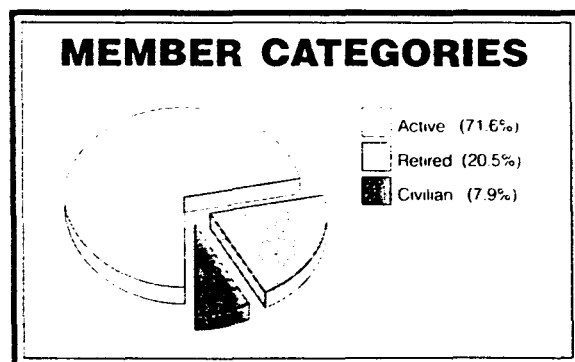 MEMBER CATEGORIES
Active (71.6%)
Retired (20.5%)
Civilian (7.9%)